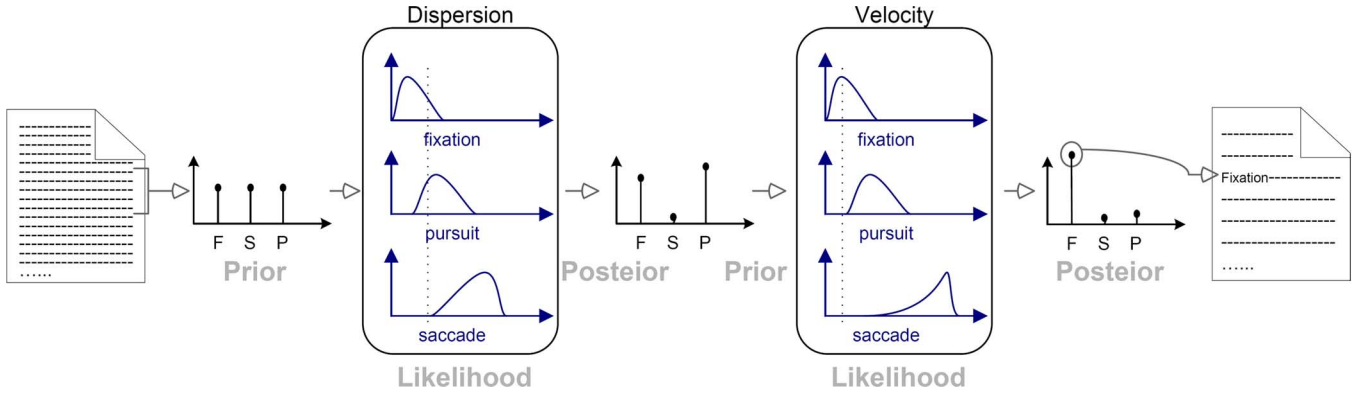 Dispersion
Velocity
fixation
pursuit
saccade
fixation
pursuit
saccade
F S P
Prior
F S P
Posteior
Prior
F S P
Posteior
Fixation
......
......
Likelihood
Likelihood